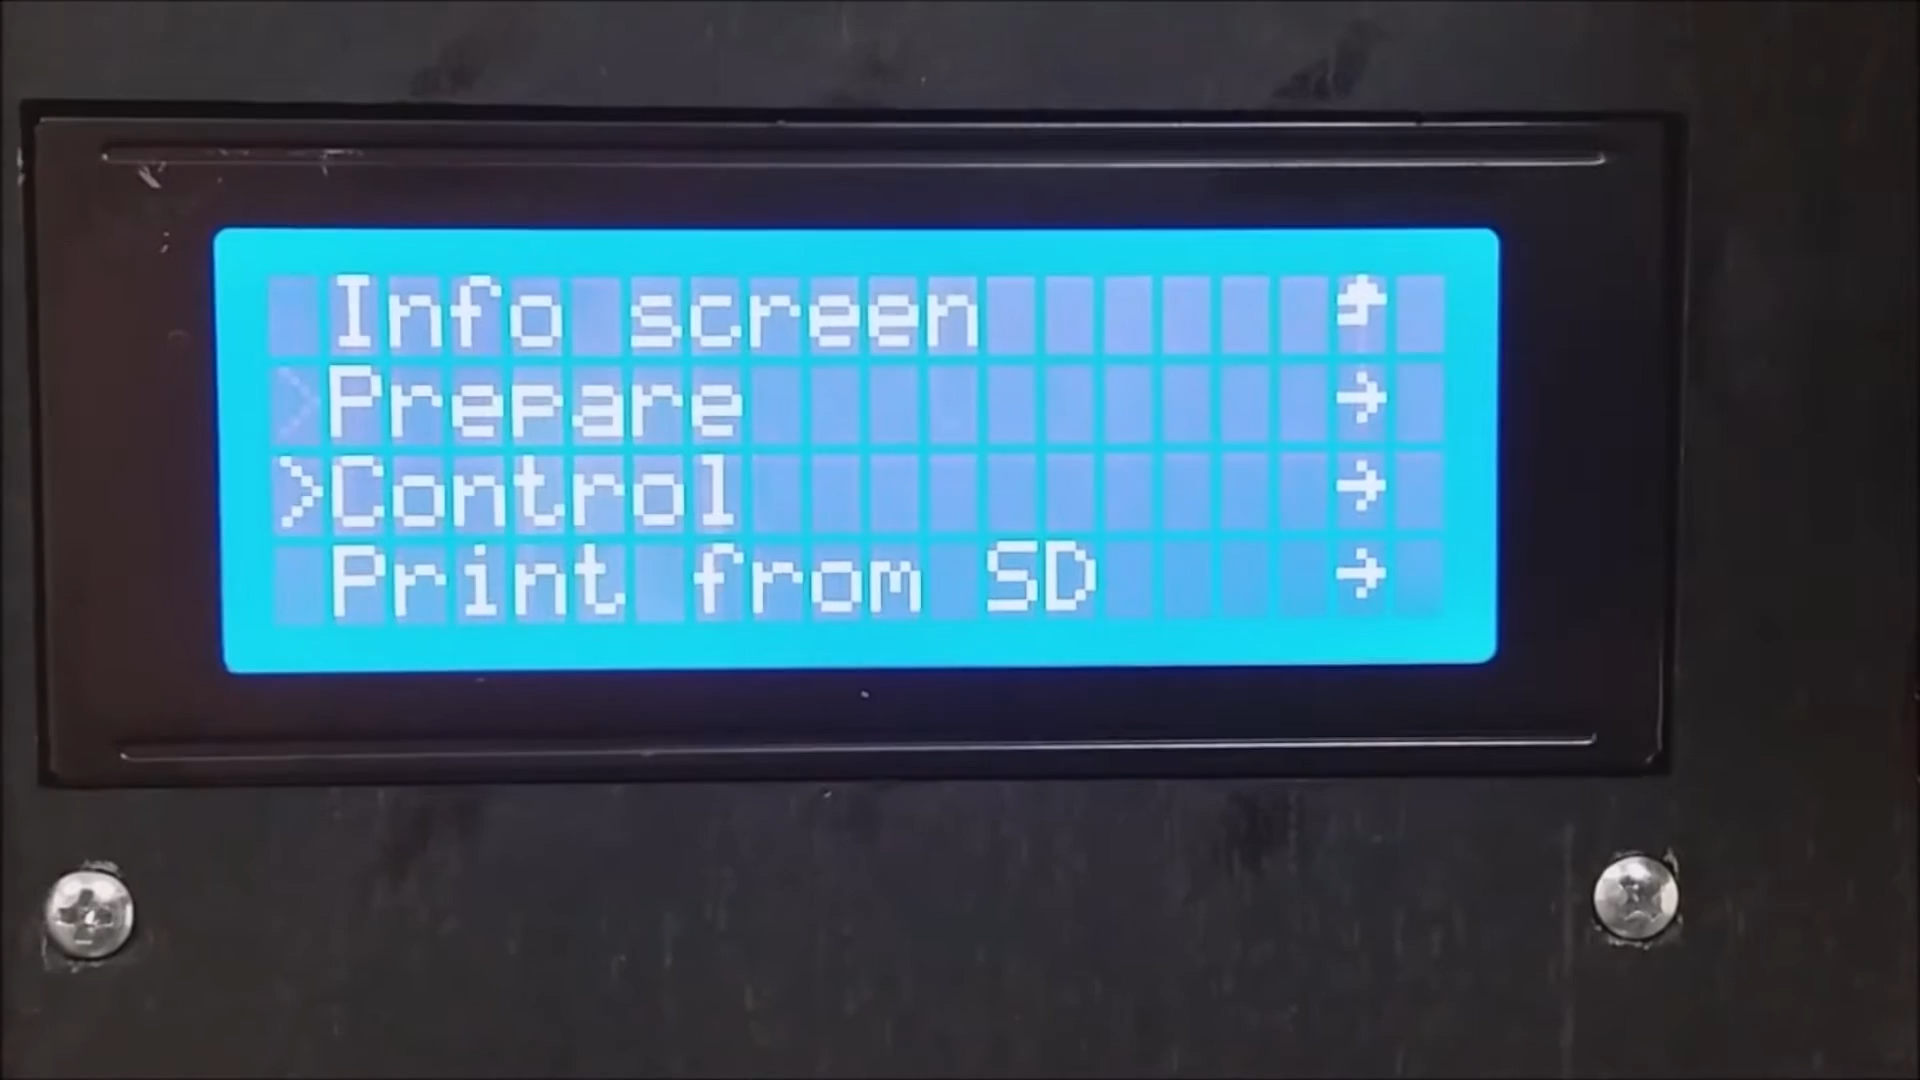 Info screen ⬏
Prepare →
>Control →
Print from SD →